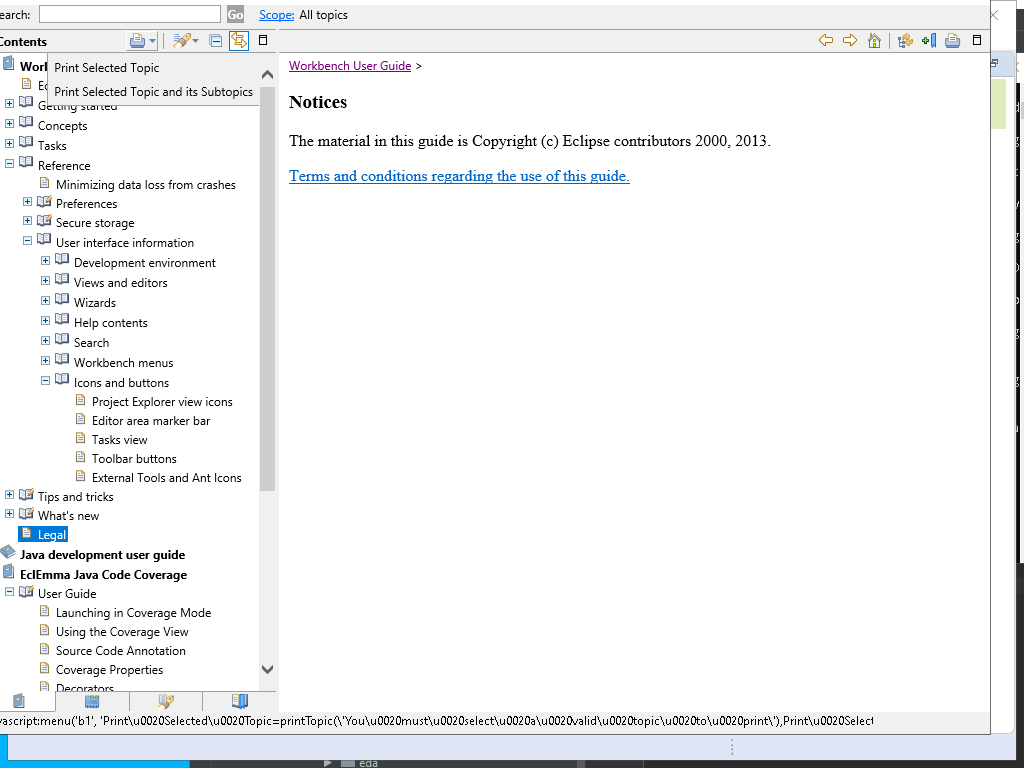 earch:
Go
Scope: All topics
Contents
Print Selected Topic
Print Selected Topic and its Subtopics
Getting started
Concepts
Tasks
Reference
Minimizing data loss from crashes
Preferences
Secure storage
User interface information
Development environment
Views and editors
Wizards
Help contents
Search
Workbench menus
Icons and buttons
Project Explorer view icons
Editor area marker bar
Tasks view
Toolbar buttons
External Tools and Ant Icons
Tips and tricks
What's new
Legal
Java development user guide
EclEmma Java Code Coverage
User Guide
Launching in Coverage Mode
Using the Coverage View
Source Code Annotation
Coverage Properties
Decorators
Workbench User Guide >
Notices
The material in this guide is Copyright (c) Eclipse contributors 2000, 2013.
Terms and conditions regarding the use of this guide.
vascript:menu('b1', 'Print\u0020Selected\u0020Topic=printTopic(\'You\u0020must\u0020select\u0020a\u0020valid\u0020topic\u0020to\u0020print\'),Print\u0020Select
eda